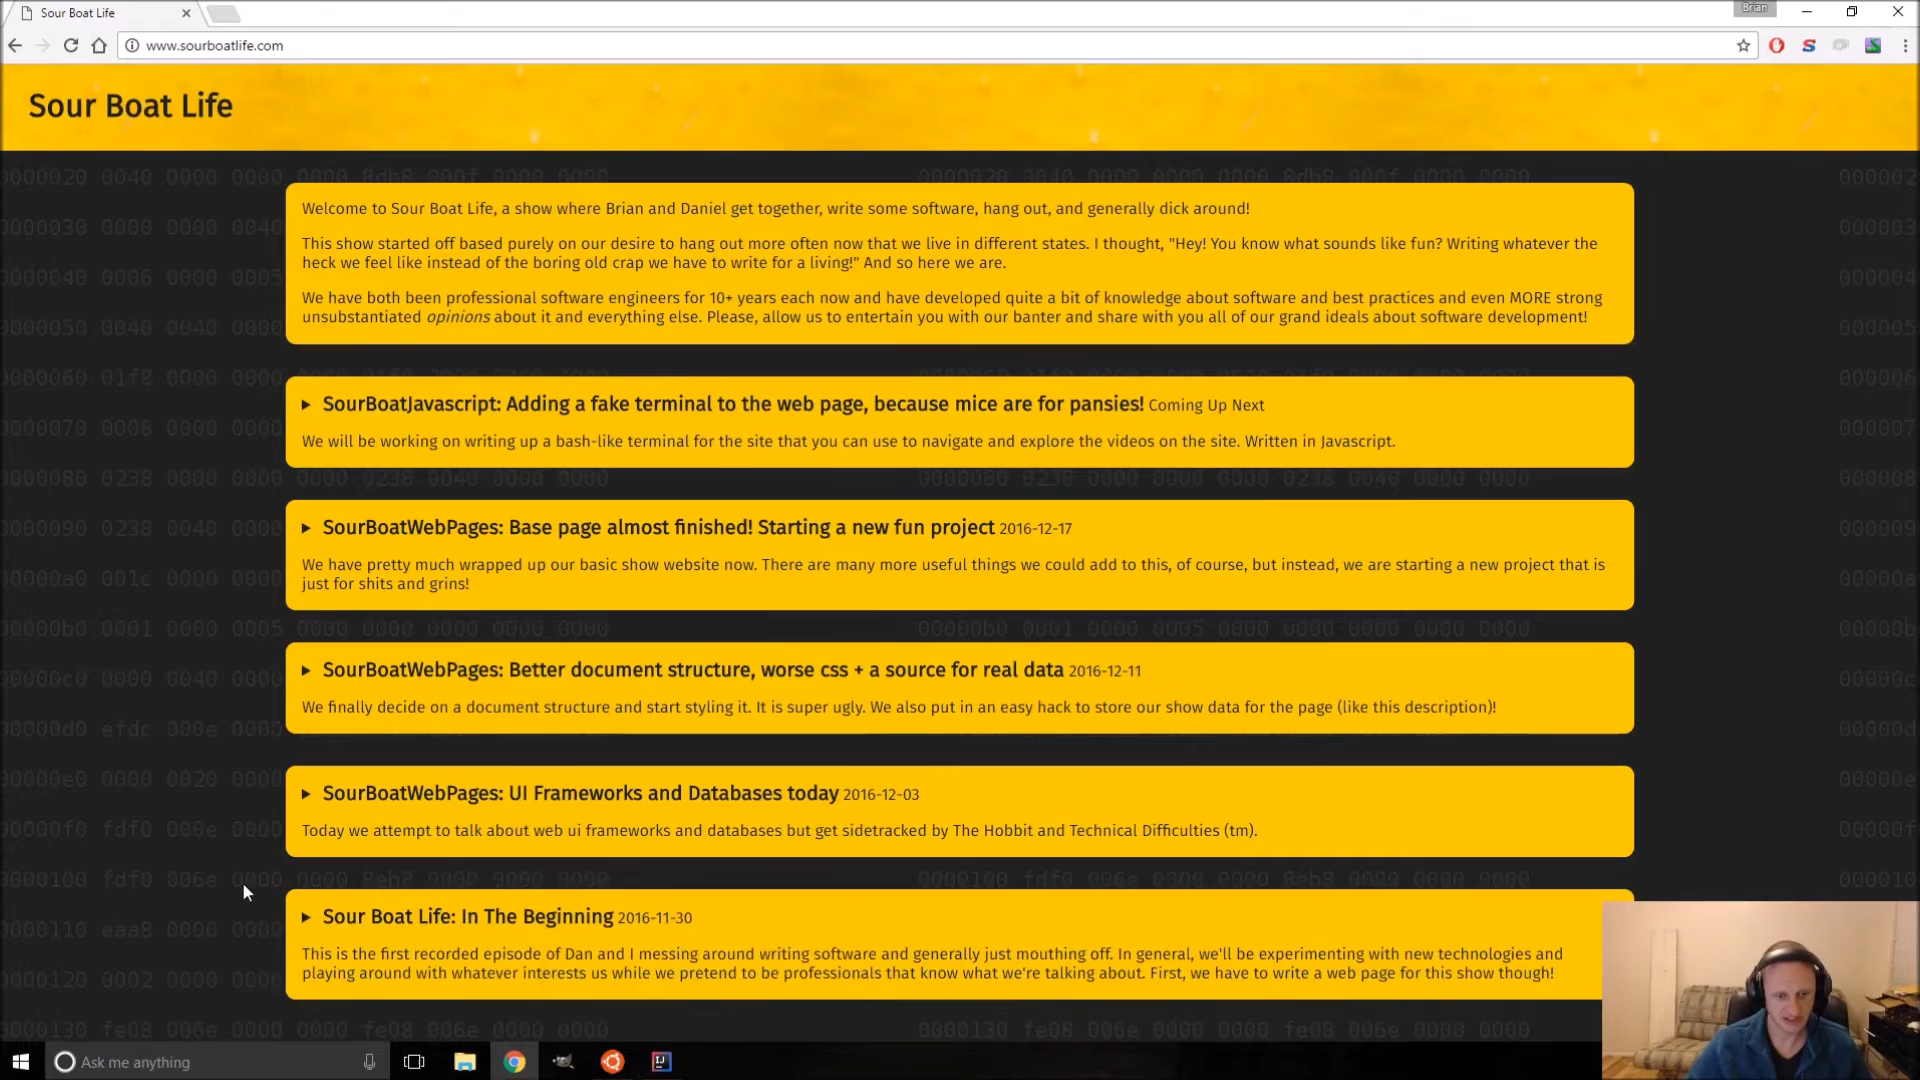 Sour Boat Life
Brian
www.sourboatlife.com
Sour Boat Life
Welcome to Sour Boat Life, a show where Brian and Daniel get together, write some software, hang out, and generally dick around!
This show started off based purely on our desire to hang out more often now that we live in different states. I thought, "Hey! You know what sounds like fun? Writing whatever the
heck we feel like instead of the boring old crap we have to write for a living!" And so here we are.
We have both been professional software engineers for 10+ years each now and have developed quite a bit of knowledge about software and best practices and even MORE strong
unsubstantiated opinions about it and everything else. Please, allow us to entertain you with our banter and share with you all of our grand ideals about software development!
SourBoatJavascript: Adding a fake terminal to the web page, because mice are for pansies! Coming Up Next
We will be working on writing up a bash-like terminal for the site that you can use to navigate and explore the videos on the site. Written in Javascript.
SourBoatWebPages: Base page almost finished! Starting a new fun project 2016-12-17
We have pretty much wrapped up our basic show website now. There are many more useful things we could add to this, of course, but instead, we are starting a new project that is
just for shits and grins!
SourBoatWebPages: Better document structure, worse css + a source for real data 2016-12-11
We finally decide on a document structure and start styling it. It is super ugly. We also put in an easy hack to store our show data for the page (like this description)!
SourBoatWebPages: UI Frameworks and Databases today 2016-12-03
Today we attempt to talk about web ui frameworks and databases but get sidetracked by The Hobbit and Technical Difficulties (tm).
Sour Boat Life: In The Beginning 2016-11-30
This is the first recorded episode of Dan and I messing around writing software and generally just mouthing off. In general, we'll be experimenting with new technologies and
playing around with whatever interests us while we pretend to be professionals that know what we're talking about. First, we have to write a web page for this show though!
Ask me anything